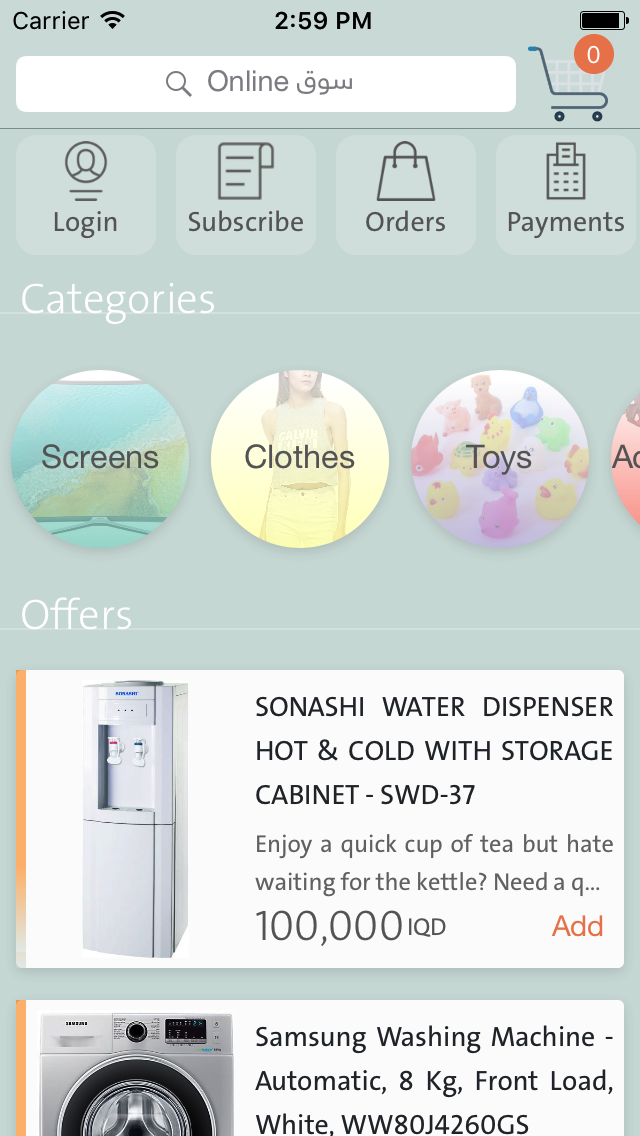 Carrier 2:59 PM
Online سوق
0
Login Subscribe Orders Payments
Categories
Screens Clothes Toys
Offers
SONASHI
SONASHI WATER DISPENSER
HOT & COLD WITH STORAGE
CABINET - SWD-37
Enjoy a quick cup of tea but hate
waiting for the kettle? Need a q...
100,000 IQD Add
SAMSUNG
Samsung Washing Machine -
Automatic, 8 Kg, Front Load,
White, WW80J4260GS